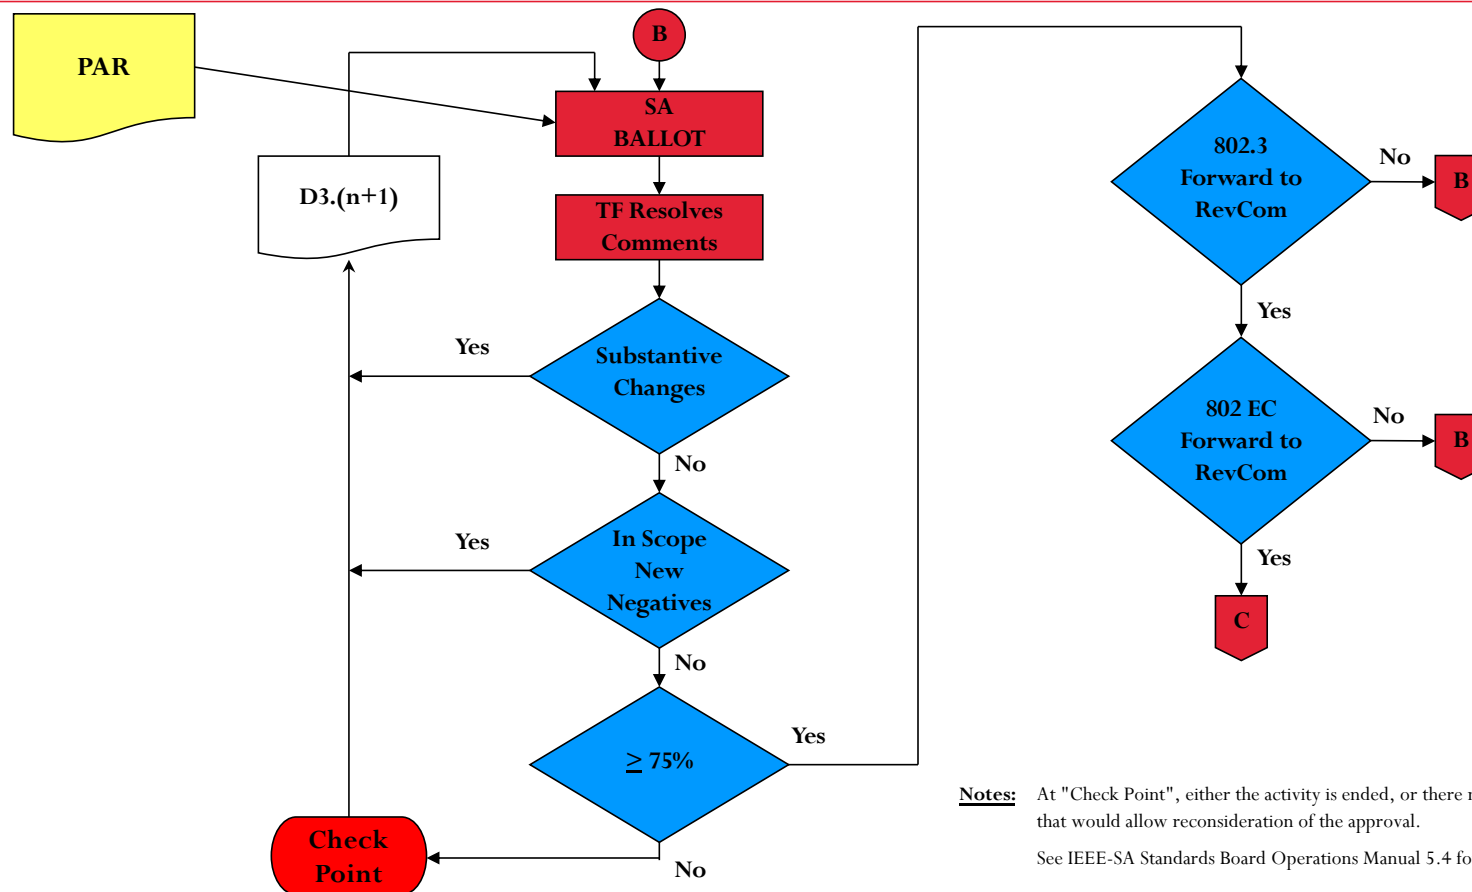 PAR
B
SA
BALLOT
D3.(n+1)
TF Resolves
Comments
Yes
Substantive
Changes
No
Yes
In Scope
New
Negatives
No
≥ 75%
Yes
No
Check
Point
802.3
Forward to
RevCom
No
B
Yes
802 EC
Forward to
RevCom
No
B
Yes
C
Notes: At "Check Point", either the activity is ended, or there
that would allow reconsideration of the approval.
See IEEE-SA Standards Board Operations Manual 5.4